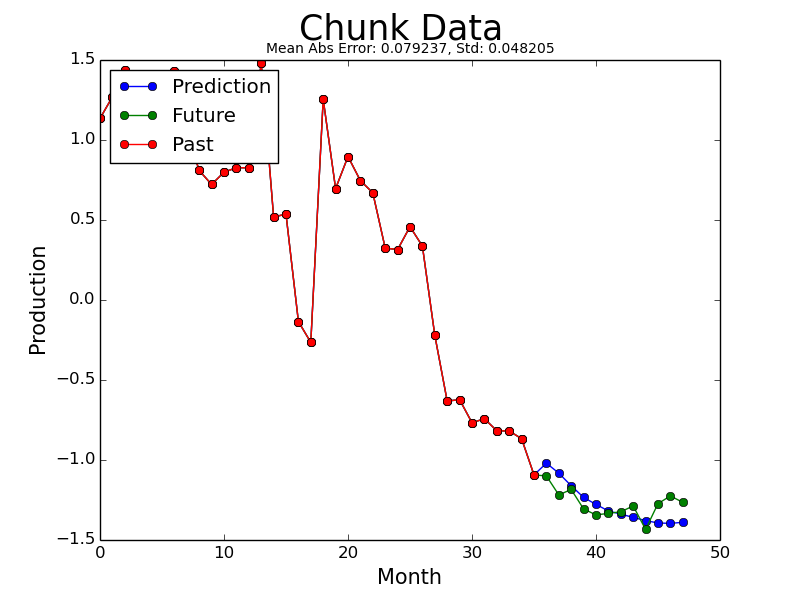 Chunk Data
Mean Abs Error: 0.079237, Std: 0.048205
1.5
1.0
0.5
0.0
−0.5
−1.0
−1.5
Production
Prediction
Future
Past
0 10 20 30 40 50
Month